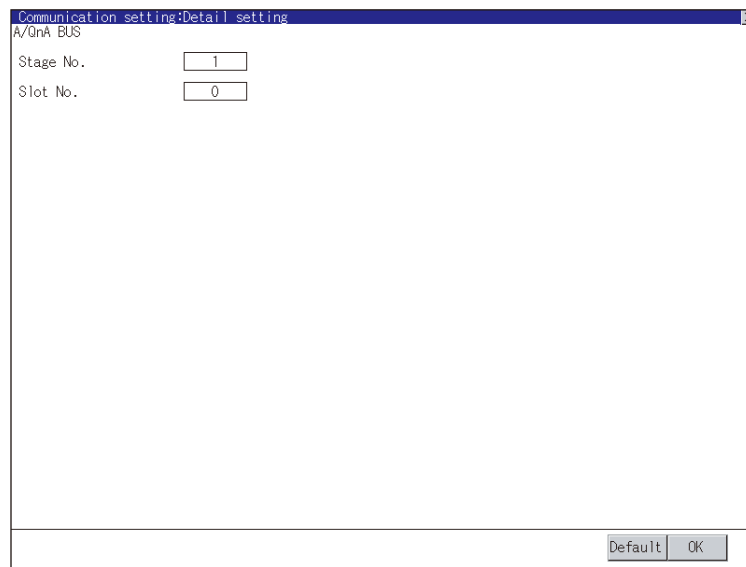 Communication setting:Detail setting
A/QnA BUS
Stage No. 1
Slot No. 0
Default OK